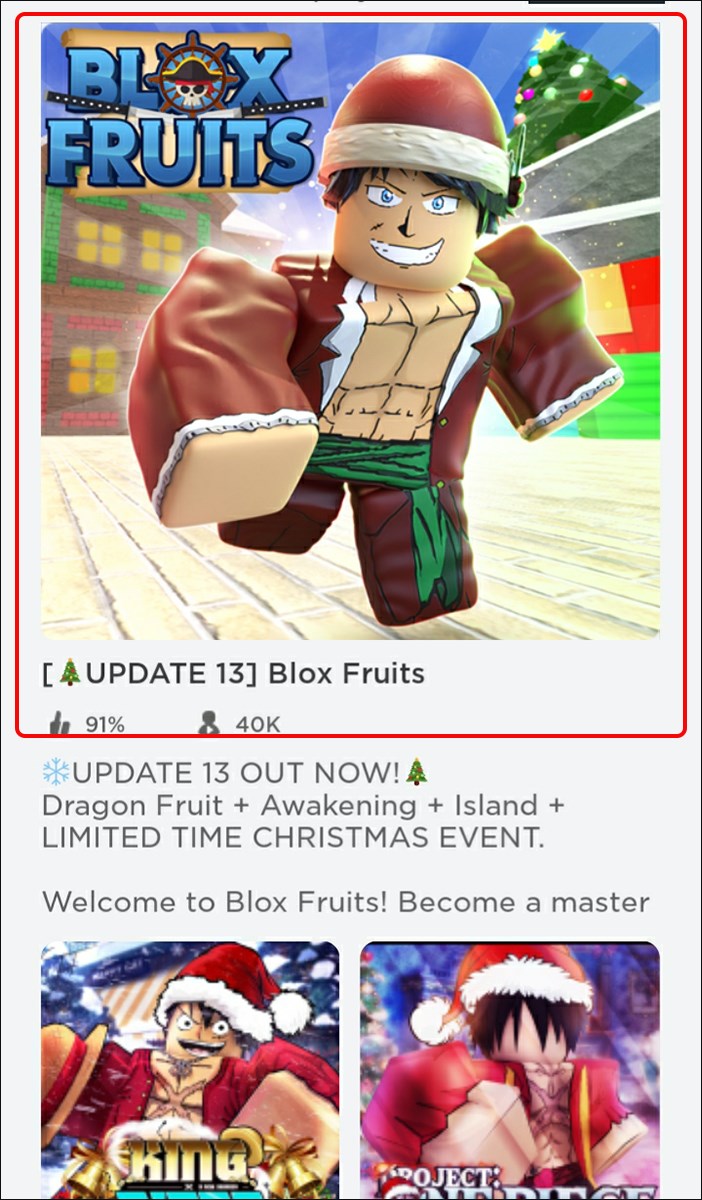 BLOX
FRUITS
[🎄UPDATE 13] Blox Fruits
91% 40K
❄️UPDATE 13 OUT NOW!🎄
Dragon Fruit + Awakening + Island +
LIMITED TIME CHRISTMAS EVENT.
Welcome to Blox Fruits! Become a master
KING
PROJECT: